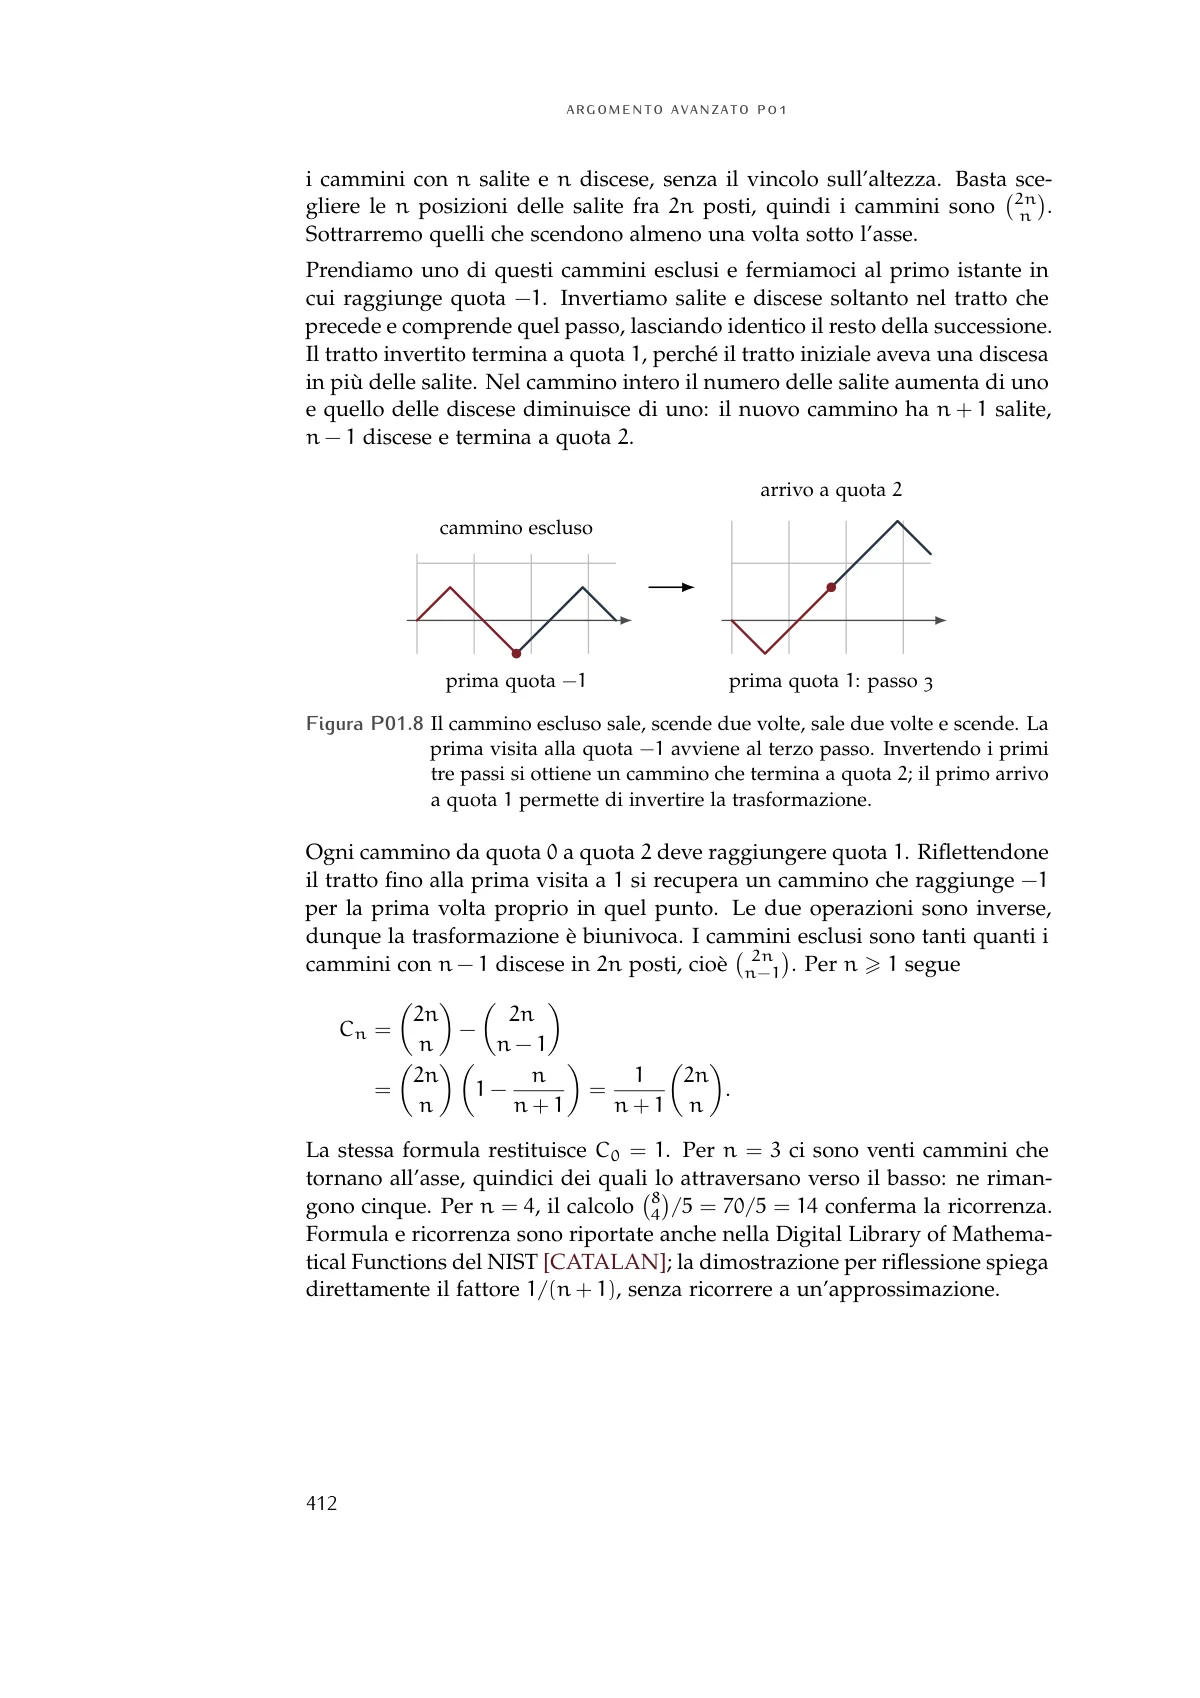 ARGOMENTO AVANZATO P01
i cammini con n salite e n discese, senza il vincolo sull'altezza. Basta sce-
gliere le n posizioni delle salite fra 2n posti, quindi i cammini sono (2n n).
Sottrarremo quelli che scendono almeno una volta sotto l'asse.
Prendiamo uno di questi cammini esclusi e fermiamoci al primo istante in
cui raggiunge quota −1. Invertiamo salite e discese soltanto nel tratto che
precede e comprende quel passo, lasciando identico il resto della successione.
Il tratto invertito termina a quota 1, perché il tratto iniziale aveva una discesa
in più delle salite. Nel cammino intero il numero delle salite aumenta di uno
e quello delle discese diminuisce di uno: il nuovo cammino ha n + 1 salite,
n − 1 discese e termina a quota 2.
arrivo a quota 2
cammino escluso
prima quota −1
prima quota 1: passo 3
Figura P01.8 Il cammino escluso sale, scende due volte, sale due volte e scende. La
prima visita alla quota −1 avviene al terzo passo. Invertendo i primi
tre passi si ottiene un cammino che termina a quota 2; il primo arrivo
a quota 1 permette di invertire la trasformazione.
Ogni cammino da quota 0 a quota 2 deve raggiungere quota 1. Riflettendone
il tratto fino alla prima visita a 1 si recupera un cammino che raggiunge −1
per la prima volta proprio in quel punto. Le due operazioni sono inverse,
dunque la trasformazione è biunivoca. I cammini esclusi sono tanti quanti i
cammini con n − 1 discese in 2n posti, cioè (2n n−1). Per n ⩾ 1 segue
Cₙ = (2n n) − (2n n − 1)
= (2n n) (1 − n/(n + 1)) = 1/(n + 1) (2n n).
La stessa formula restituisce C₀ = 1. Per n = 3 ci sono venti cammini che
tornano all'asse, quindici dei quali lo attraversano verso il basso: ne riman-
gono cinque. Per n = 4, il calcolo (8 4)/5 = 70/5 = 14 conferma la ricorrenza.
Formula e ricorrenza sono riportate anche nella Digital Library of Mathema-
tical Functions del NIST [CATALAN]; la dimostrazione per riflessione spiega
direttamente il fattore 1/(n + 1), senza ricorrere a un'approssimazione.
412